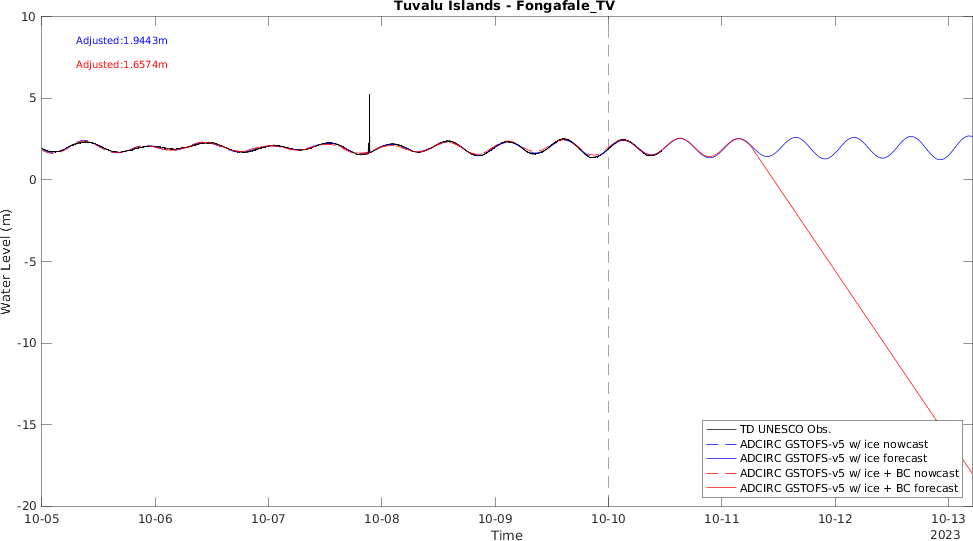 Tuvalu Islands - Fongafale_TV
10
5
0
-5
-10
-15
-20
Water Level (m)
Adjusted:1.9443m
Adjusted:1.6574m
TD UNESCO Obs.
ADCIRC GSTOFS-v5 w/ ice nowcast
ADCIRC GSTOFS-v5 w/ ice forecast
ADCIRC GSTOFS-v5 w/ ice + BC nowcast
ADCIRC GSTOFS-v5 w/ ice + BC forecast
10-05 10-06 10-07 10-08 10-09 10-10 10-11 10-12 10-13
2023
Time